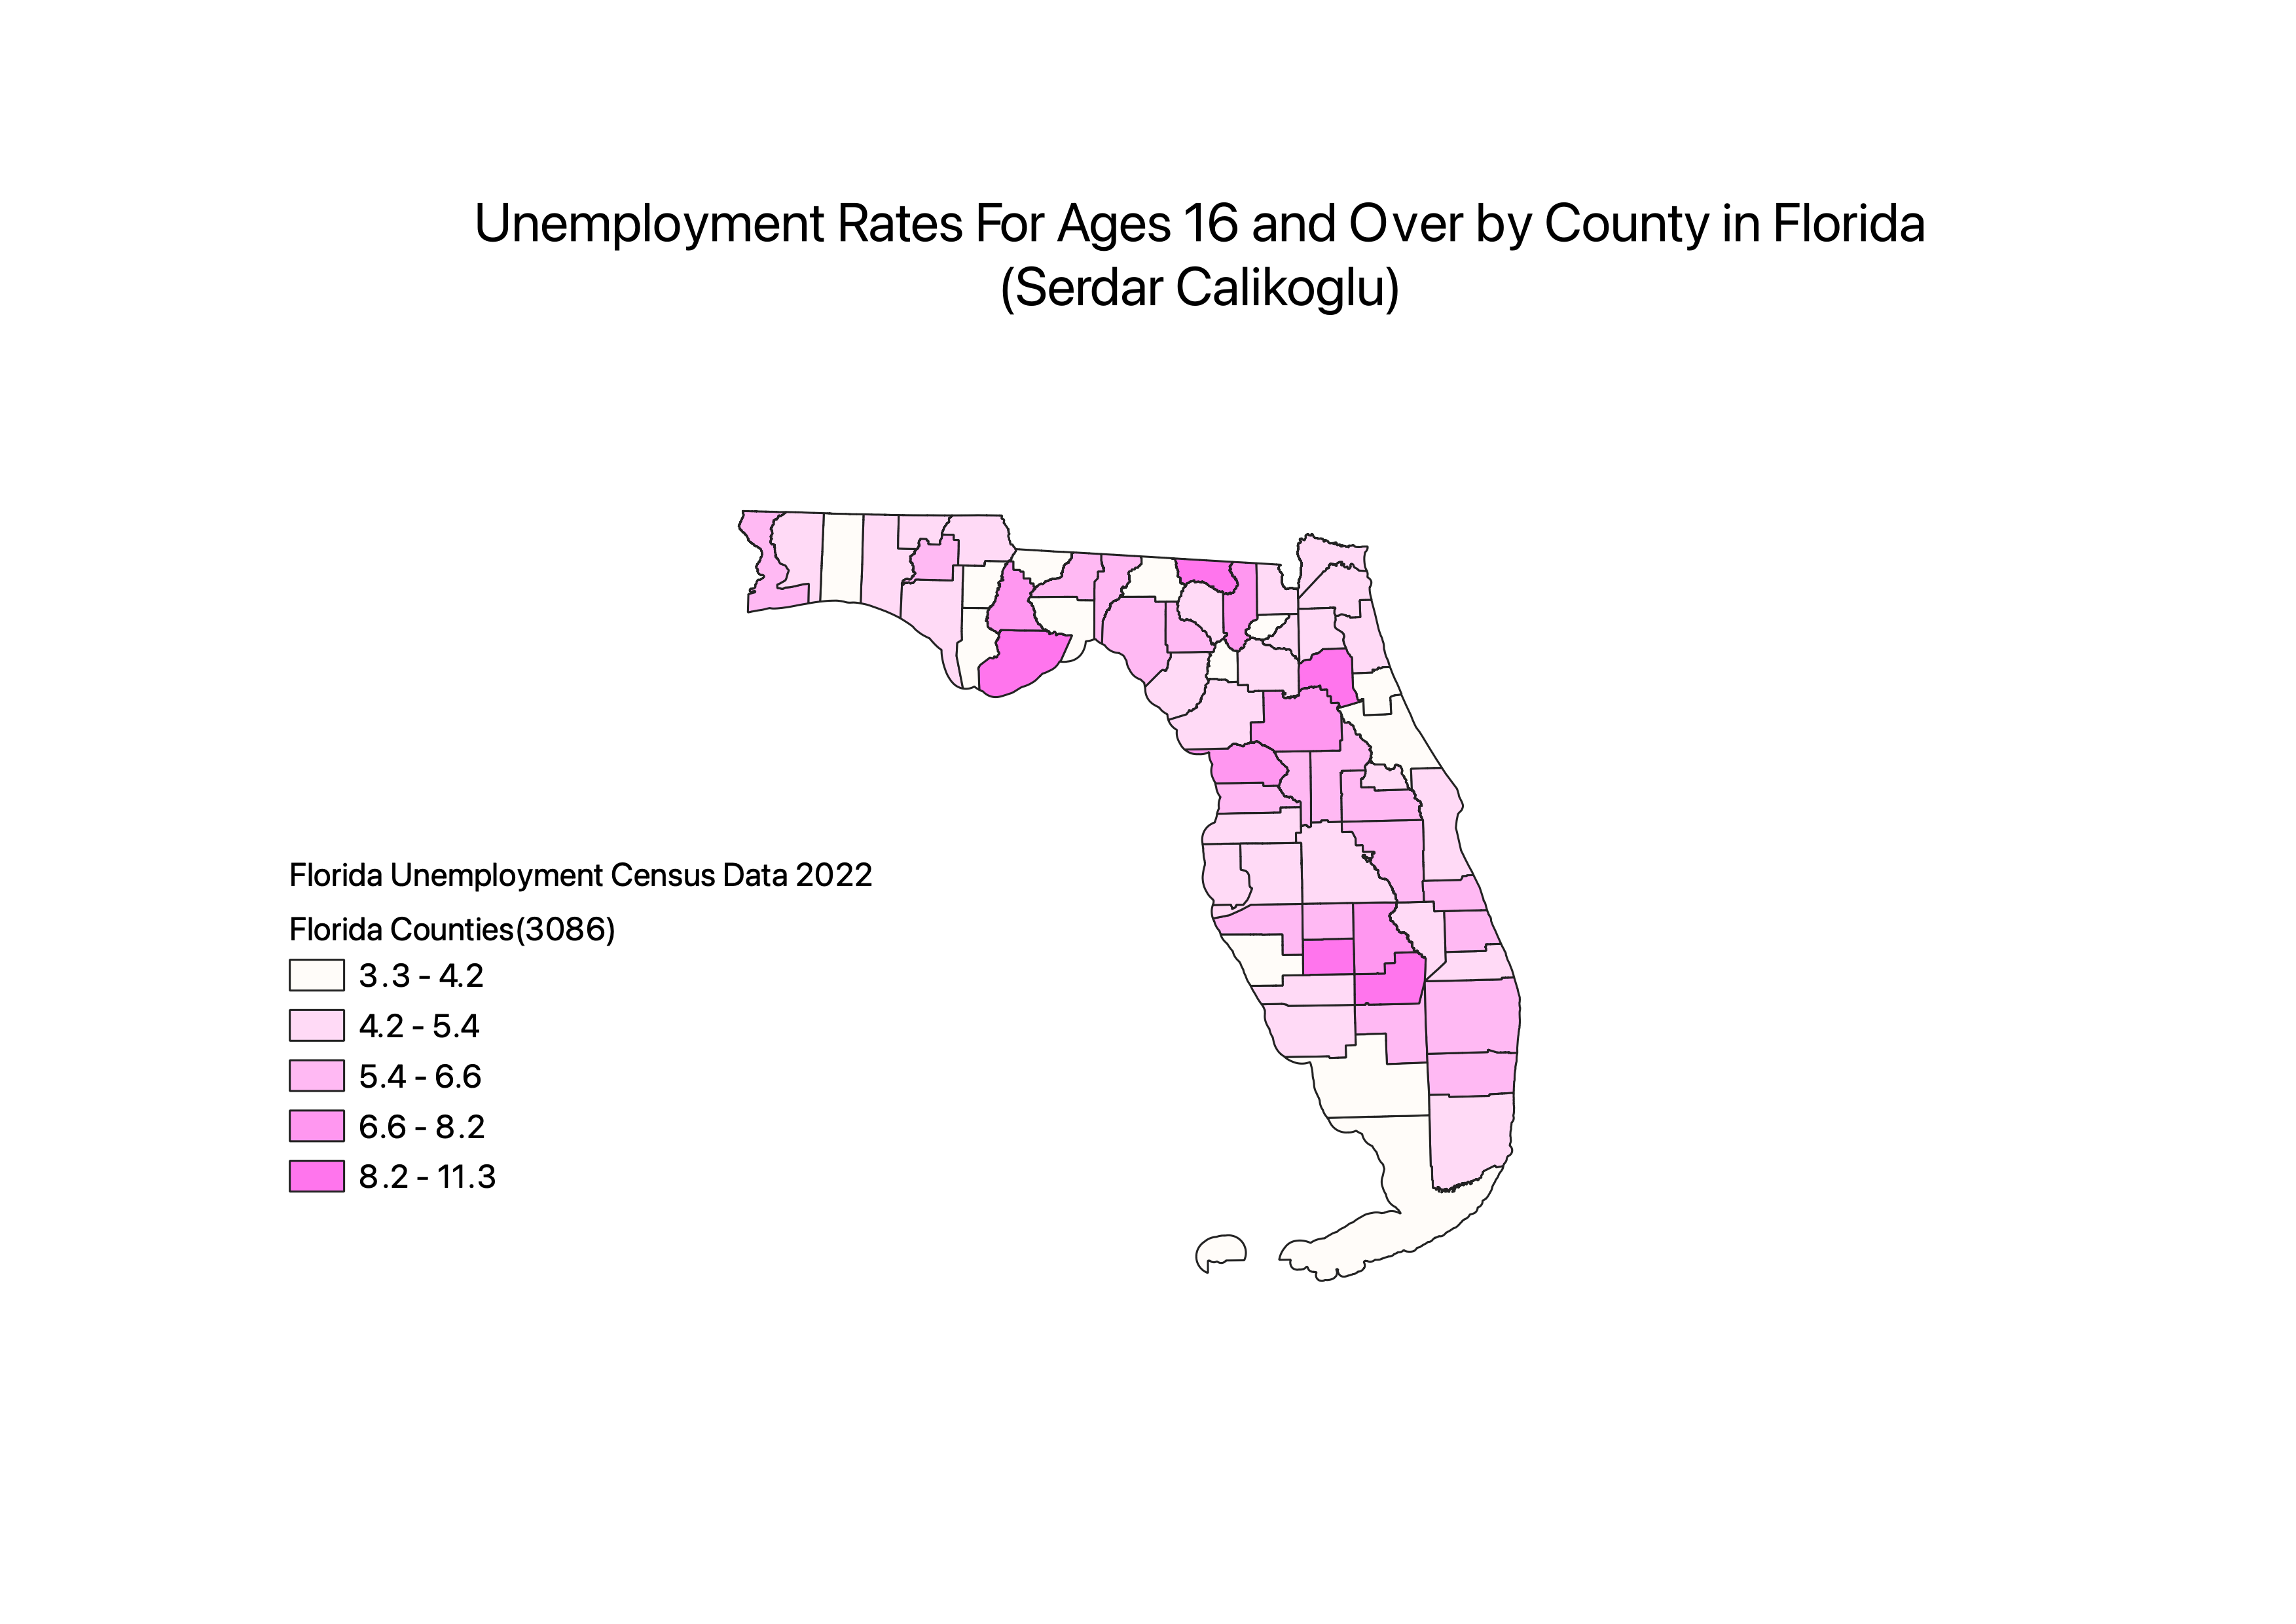 Unemployment Rates For Ages 16 and Over by County in Florida
(Serdar Calikoglu)
Florida Unemployment Census Data 2022
Florida Counties(3086)
3.3 - 4.2
4.2 - 5.4
5.4 - 6.6
6.6 - 8.2
8.2 - 11.3